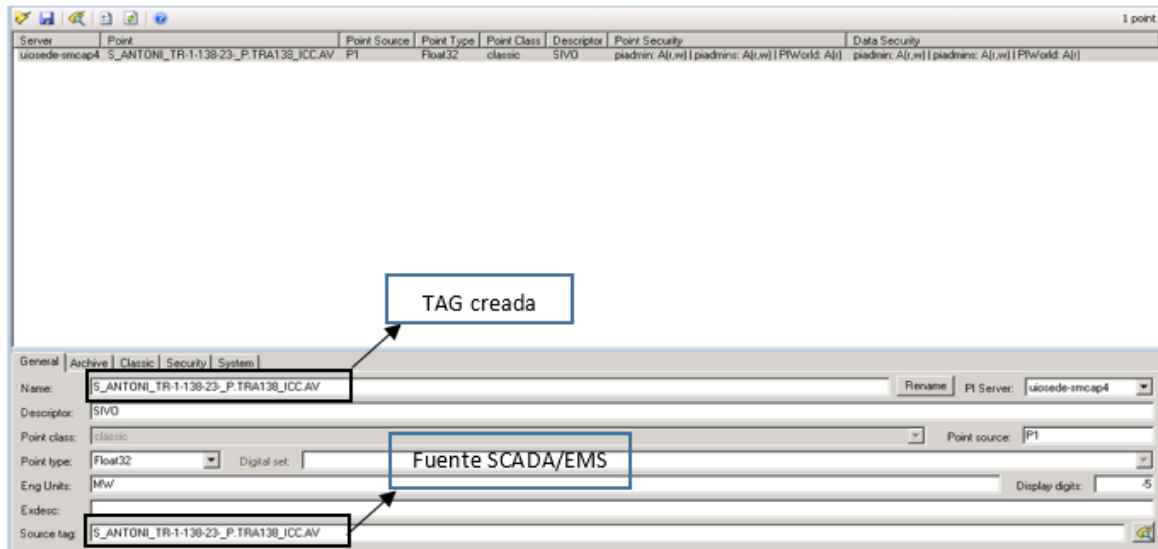 1 point
Server Point Point Source Point Type Point Class Descriptor Point Security Data Security
uiosede-smcap4 S_ANTONI_TR-1-138-23-_P.TRA138_ICC.AV P1 Float32 classic SIVO piadmin: A(r,w) | piadmins: A(r,w) | PIWorld: A(r) piadmin: A(r,w) | piadmins: A(r,w) | PIWorld: A(r)
TAG creada
General Archive Classic Security System
Name: S_ANTONI_TR-1-138-23-_P.TRA138_ICC.AV Rename PI Server: uiosede-smcap4
Descriptor: SIVO
Point class: classic Point source: P1
Point type: Float32 Digital set: Fuente SCADA/EMS
Eng Units: MW Display digits: -5
Exdesc:
Source tag: S_ANTONI_TR-1-138-23-_P.TRA138_ICC.AV